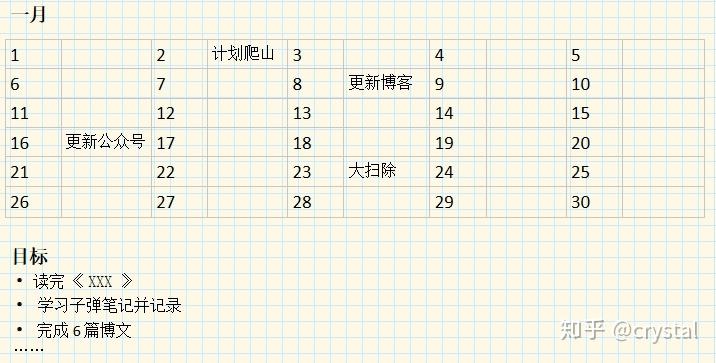 一月
1 2 计划爬山 3 4 5
6 7 8 更新博客 9 10
11 12 13 14 15
16 更新公众号 17 18 19 20
21 22 23 大扫除 24 25
26 27 28 29 30
目标
• 读完《 XXX 》
• 学习子弹笔记并记录
• 完成 6 篇博文
……
知乎 @crystal